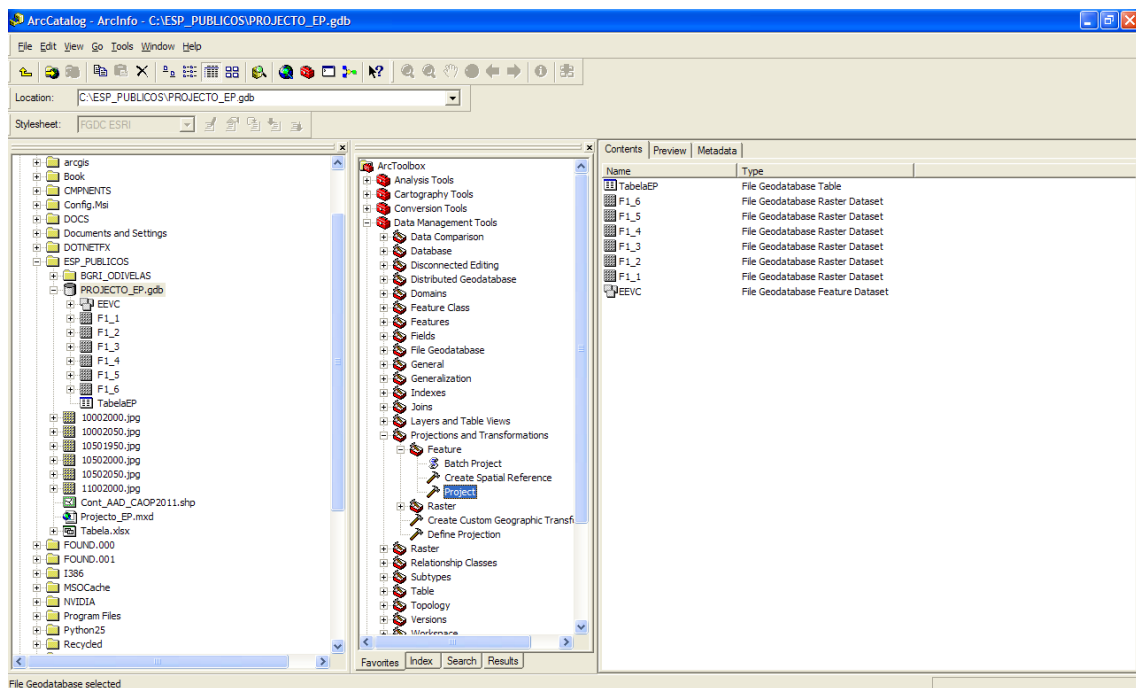 ArcCatalog - ArcInfo - C:\ESP_PUBLICOS\PROJECTO_EP.gdb
File Edit View Go Tools Window Help
Location: C:\ESP_PUBLICOS\PROJECTO_EP.gdb
Stylesheet: FGDC ESRI
arcgis
Book
CMPNENTS
Config.Msi
DOCS
Documents and Settings
DOTNETFX
ESP_PUBLICOS
BGRI_ODIVELAS
PROJECTO_EP.gdb
EEVC
F1_1
F1_2
F1_3
F1_4
F1_5
F1_6
TabelaEP
10002000.jpg
10002050.jpg
10501950.jpg
10502000.jpg
10502050.jpg
11002000.jpg
Cont_AAD_CAOP2011.shp
Projecto_EP.mxd
Tabela.xlsx
FOUND.000
FOUND.001
I386
MSOCache
NVIDIA
Program Files
Python25
Recycled
ArcToolbox
Analysis Tools
Cartography Tools
Conversion Tools
Data Management Tools
Data Comparison
Database
Disconnected Editing
Distributed Geodatabase
Domains
Feature Class
Features
Fields
File Geodatabase
General
Generalization
Indexes
Joins
Layers and Table Views
Projections and Transformations
Feature
Batch Project
Create Spatial Reference
Project
Raster
Create Custom Geographic Transf
Define Projection
Raster
Relationship Classes
Subtypes
Table
Topology
Versions
Workspace
Favorites Index Search Results
Contents Preview Metadata
Name Type
TabelaEP File Geodatabase Table
F1_6 File Geodatabase Raster Dataset
F1_5 File Geodatabase Raster Dataset
F1_4 File Geodatabase Raster Dataset
F1_3 File Geodatabase Raster Dataset
F1_2 File Geodatabase Raster Dataset
F1_1 File Geodatabase Raster Dataset
EEVC File Geodatabase Feature Dataset
File Geodatabase selected